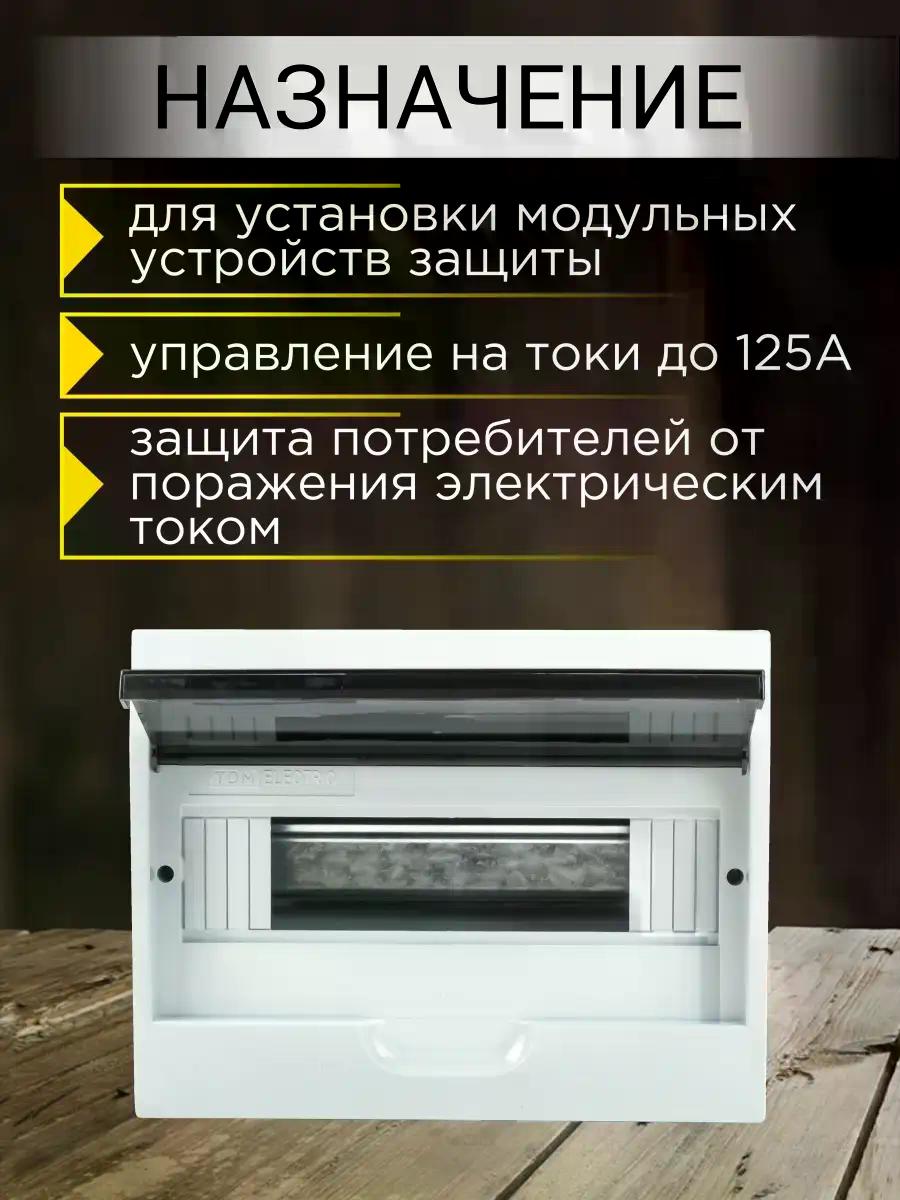 НАЗНАЧЕНИЕ
для установки модульных
устройств защиты
управление на токи до 125А
защита потребителей от
поражения электрическим
током
TDM ELECTRIC